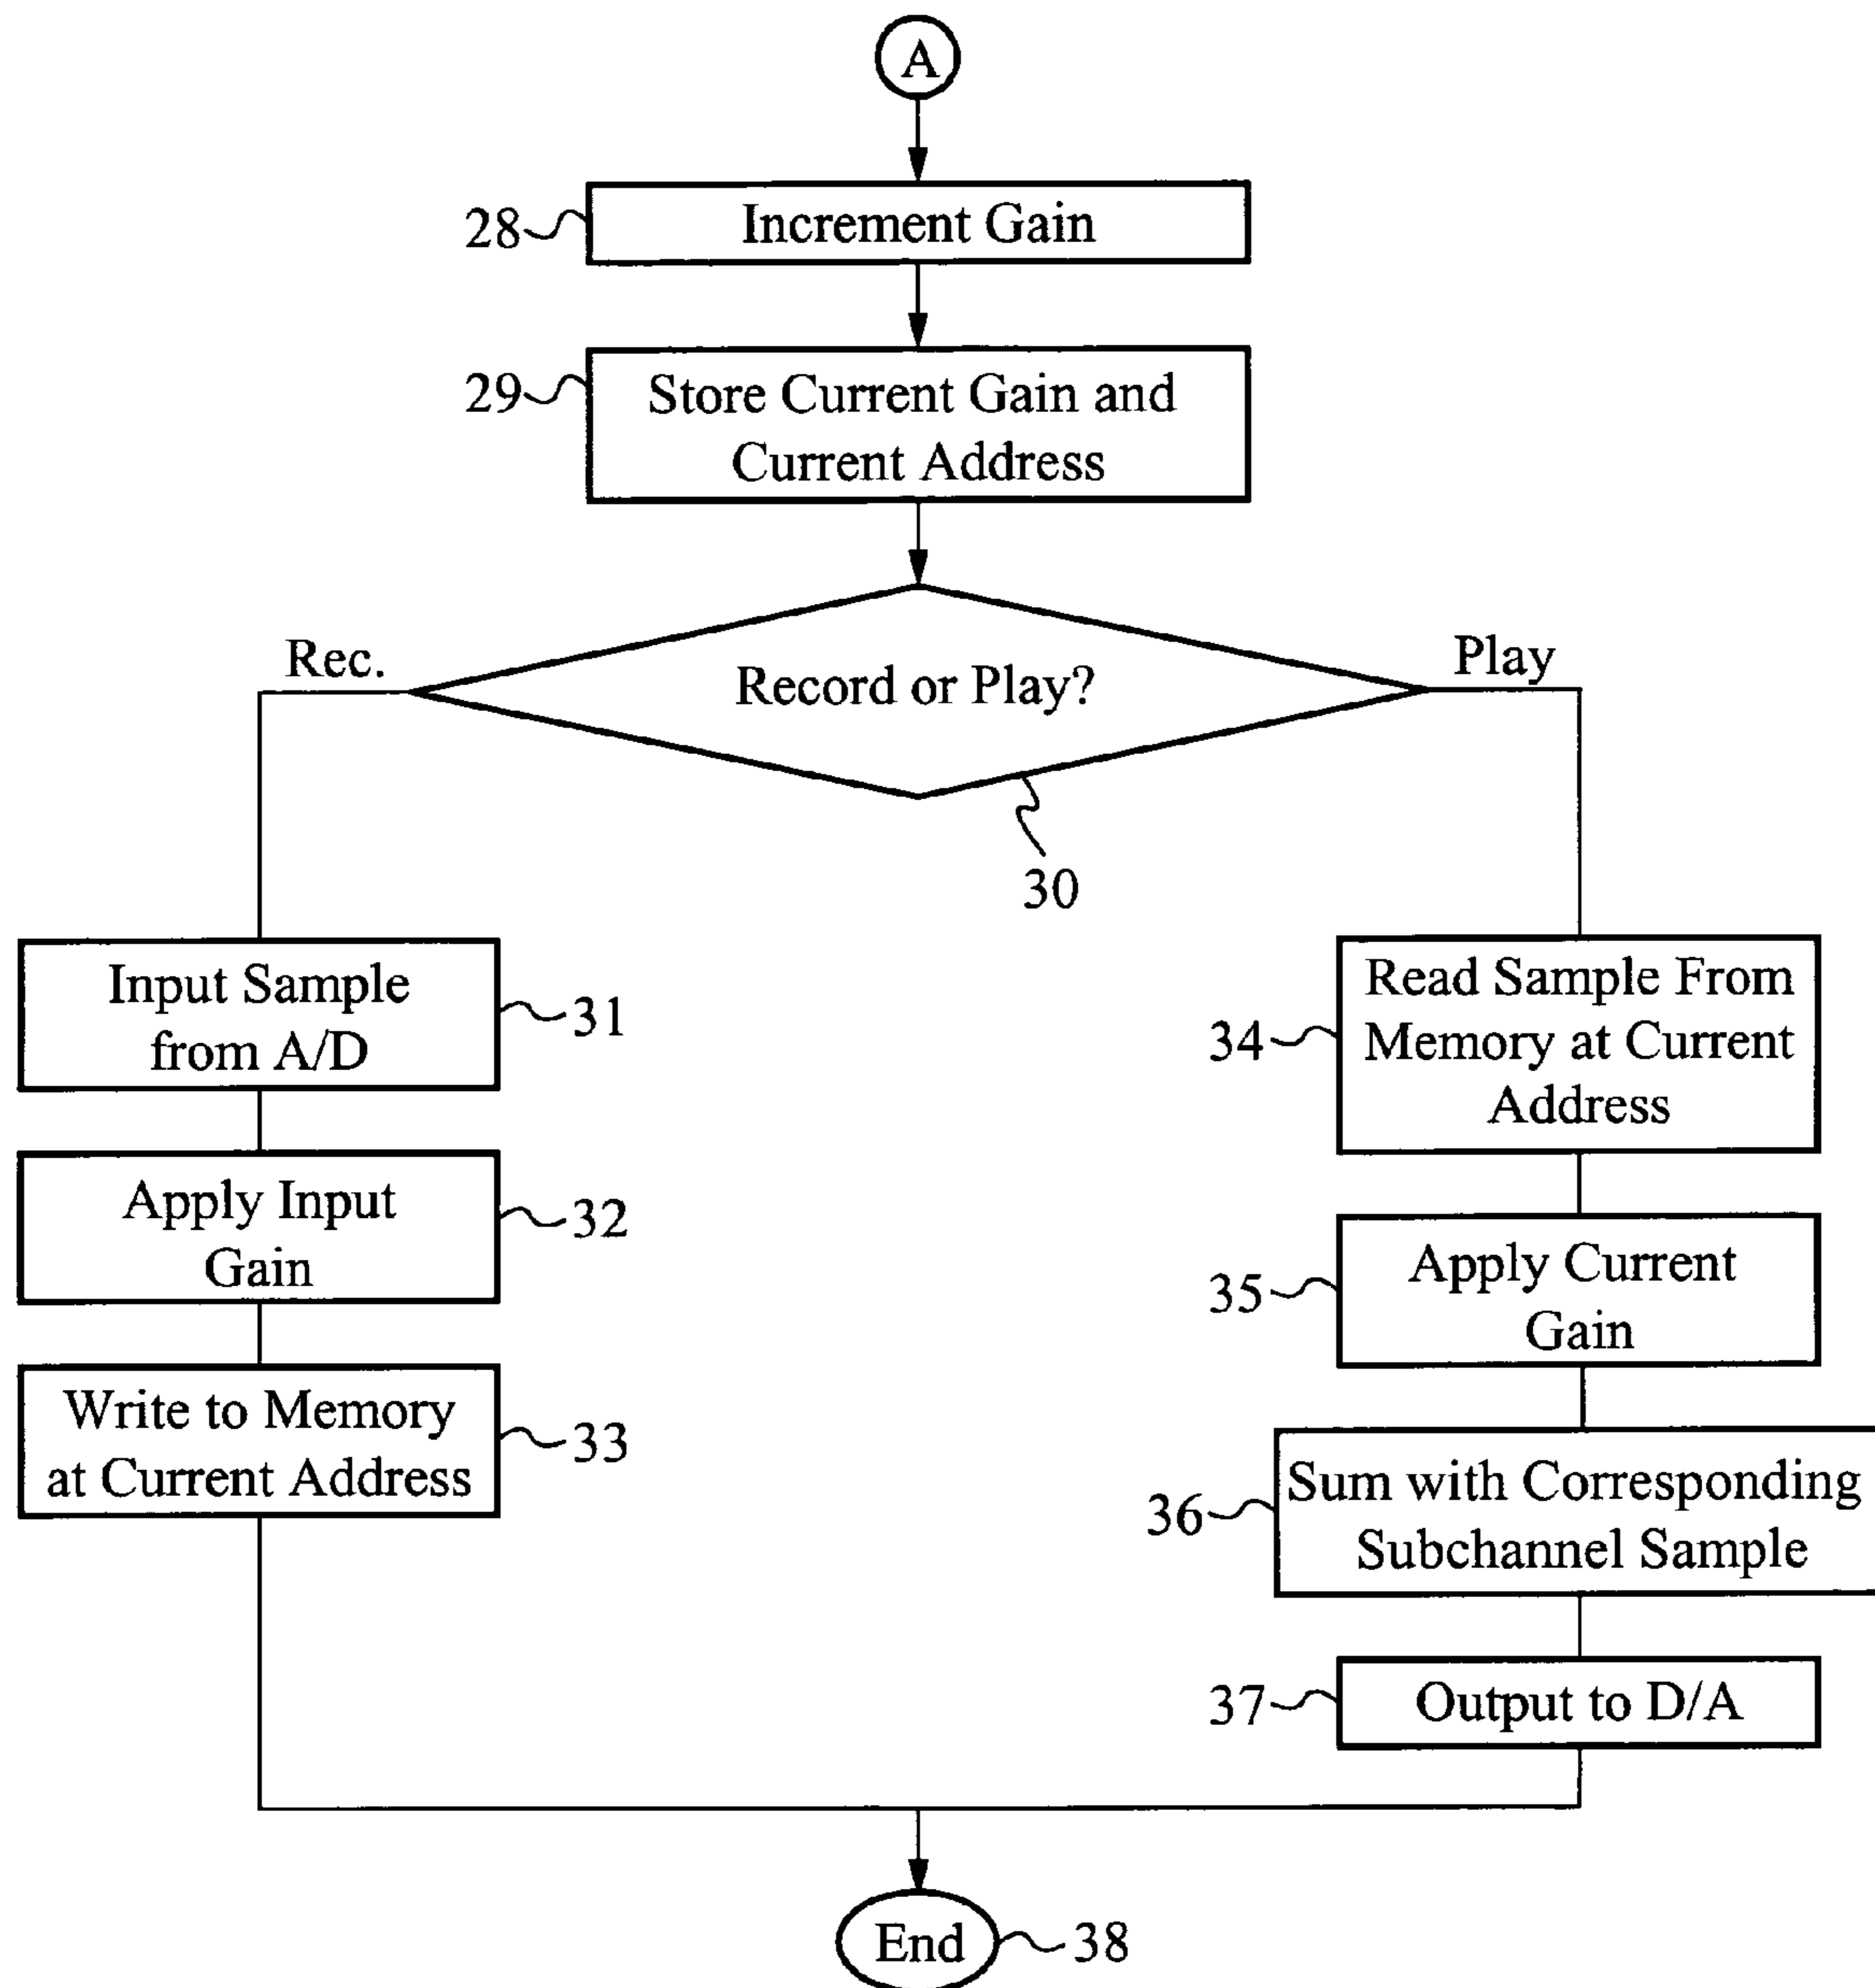 A
28
Increment Gain
29
Store Current Gain and
Current Address
Rec.
Record or Play?
Play
30
Input Sample
from A/D
31
Apply Input
Gain
32
Write to Memory
at Current Address
33
34
Read Sample From
Memory at Current
Address
35
Apply Current
Gain
36
Sum with Corresponding
Subchannel Sample
37
Output to D/A
End
38